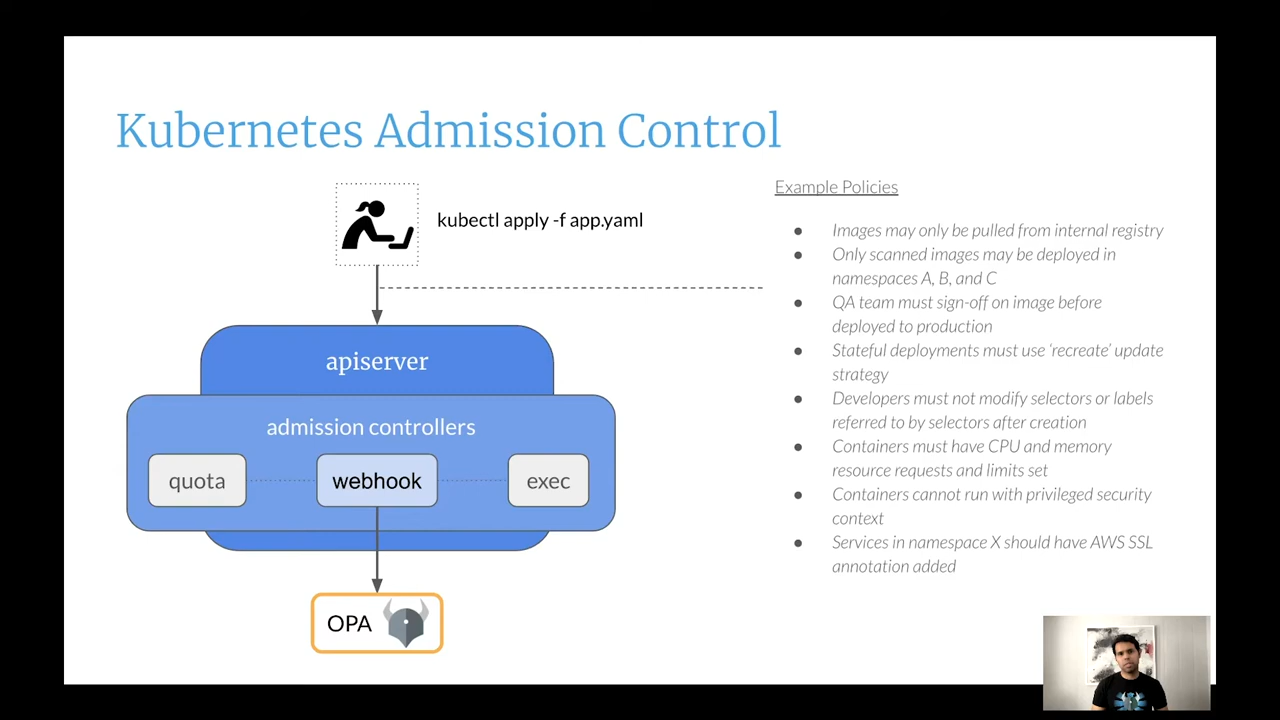 Kubernetes Admission Control
kubectl apply -f app.yaml
apiserver
admission controllers
quota
webhook
exec
OPA
Example Policies
● Images may only be pulled from internal registry
● Only scanned images may be deployed in
namespaces A, B, and C
● QA team must sign-off on image before
deployed to production
● Stateful deployments must use ‘recreate’ update
strategy
● Developers must not modify selectors or labels
referred to by selectors after creation
● Containers must have CPU and memory
resource requests and limits set
● Containers cannot run with privileged security
context
● Services in namespace X should have AWS SSL
annotation added